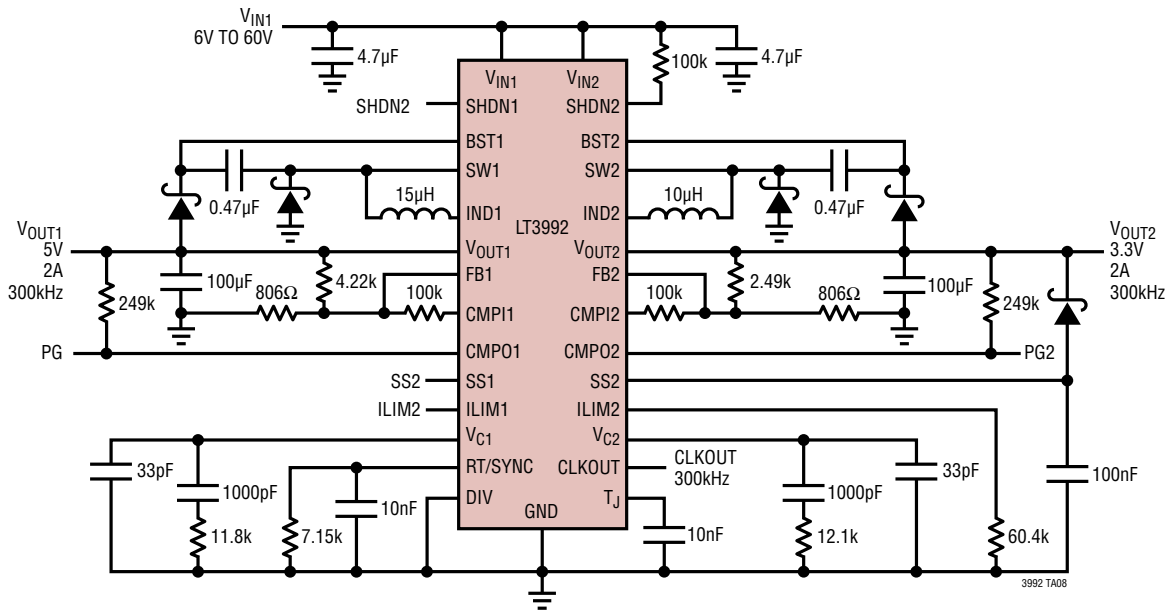 VIN1
6V TO 60V
4.7µF
VIN1
VIN2
100k
4.7µF
SHDN2
SHDN1
SHDN2
BST1
BST2
SW1
SW2
0.47µF
15µH
10µH
0.47µF
IND1
IND2
LT3992
VOUT1
5V
2A
300kHz
VOUT1
VOUT2
VOUT2
3.3V
2A
300kHz
249k
100µF
4.22k
FB1
FB2
2.49k
100µF
249k
806Ω
100k
CMPI1
CMPI2
100k
806Ω
PG
CMPO1
CMPO2
PG2
SS2
SS1
SS2
ILIM2
ILIM1
ILIM2
VC1
VC2
33pF
1000pF
RT/SYNC
CLKOUT
CLKOUT
300kHz
1000pF
33pF
100nF
10nF
DIV
TJ
10nF
GND
11.8k
7.15k
12.1k
60.4k
3992 TA08